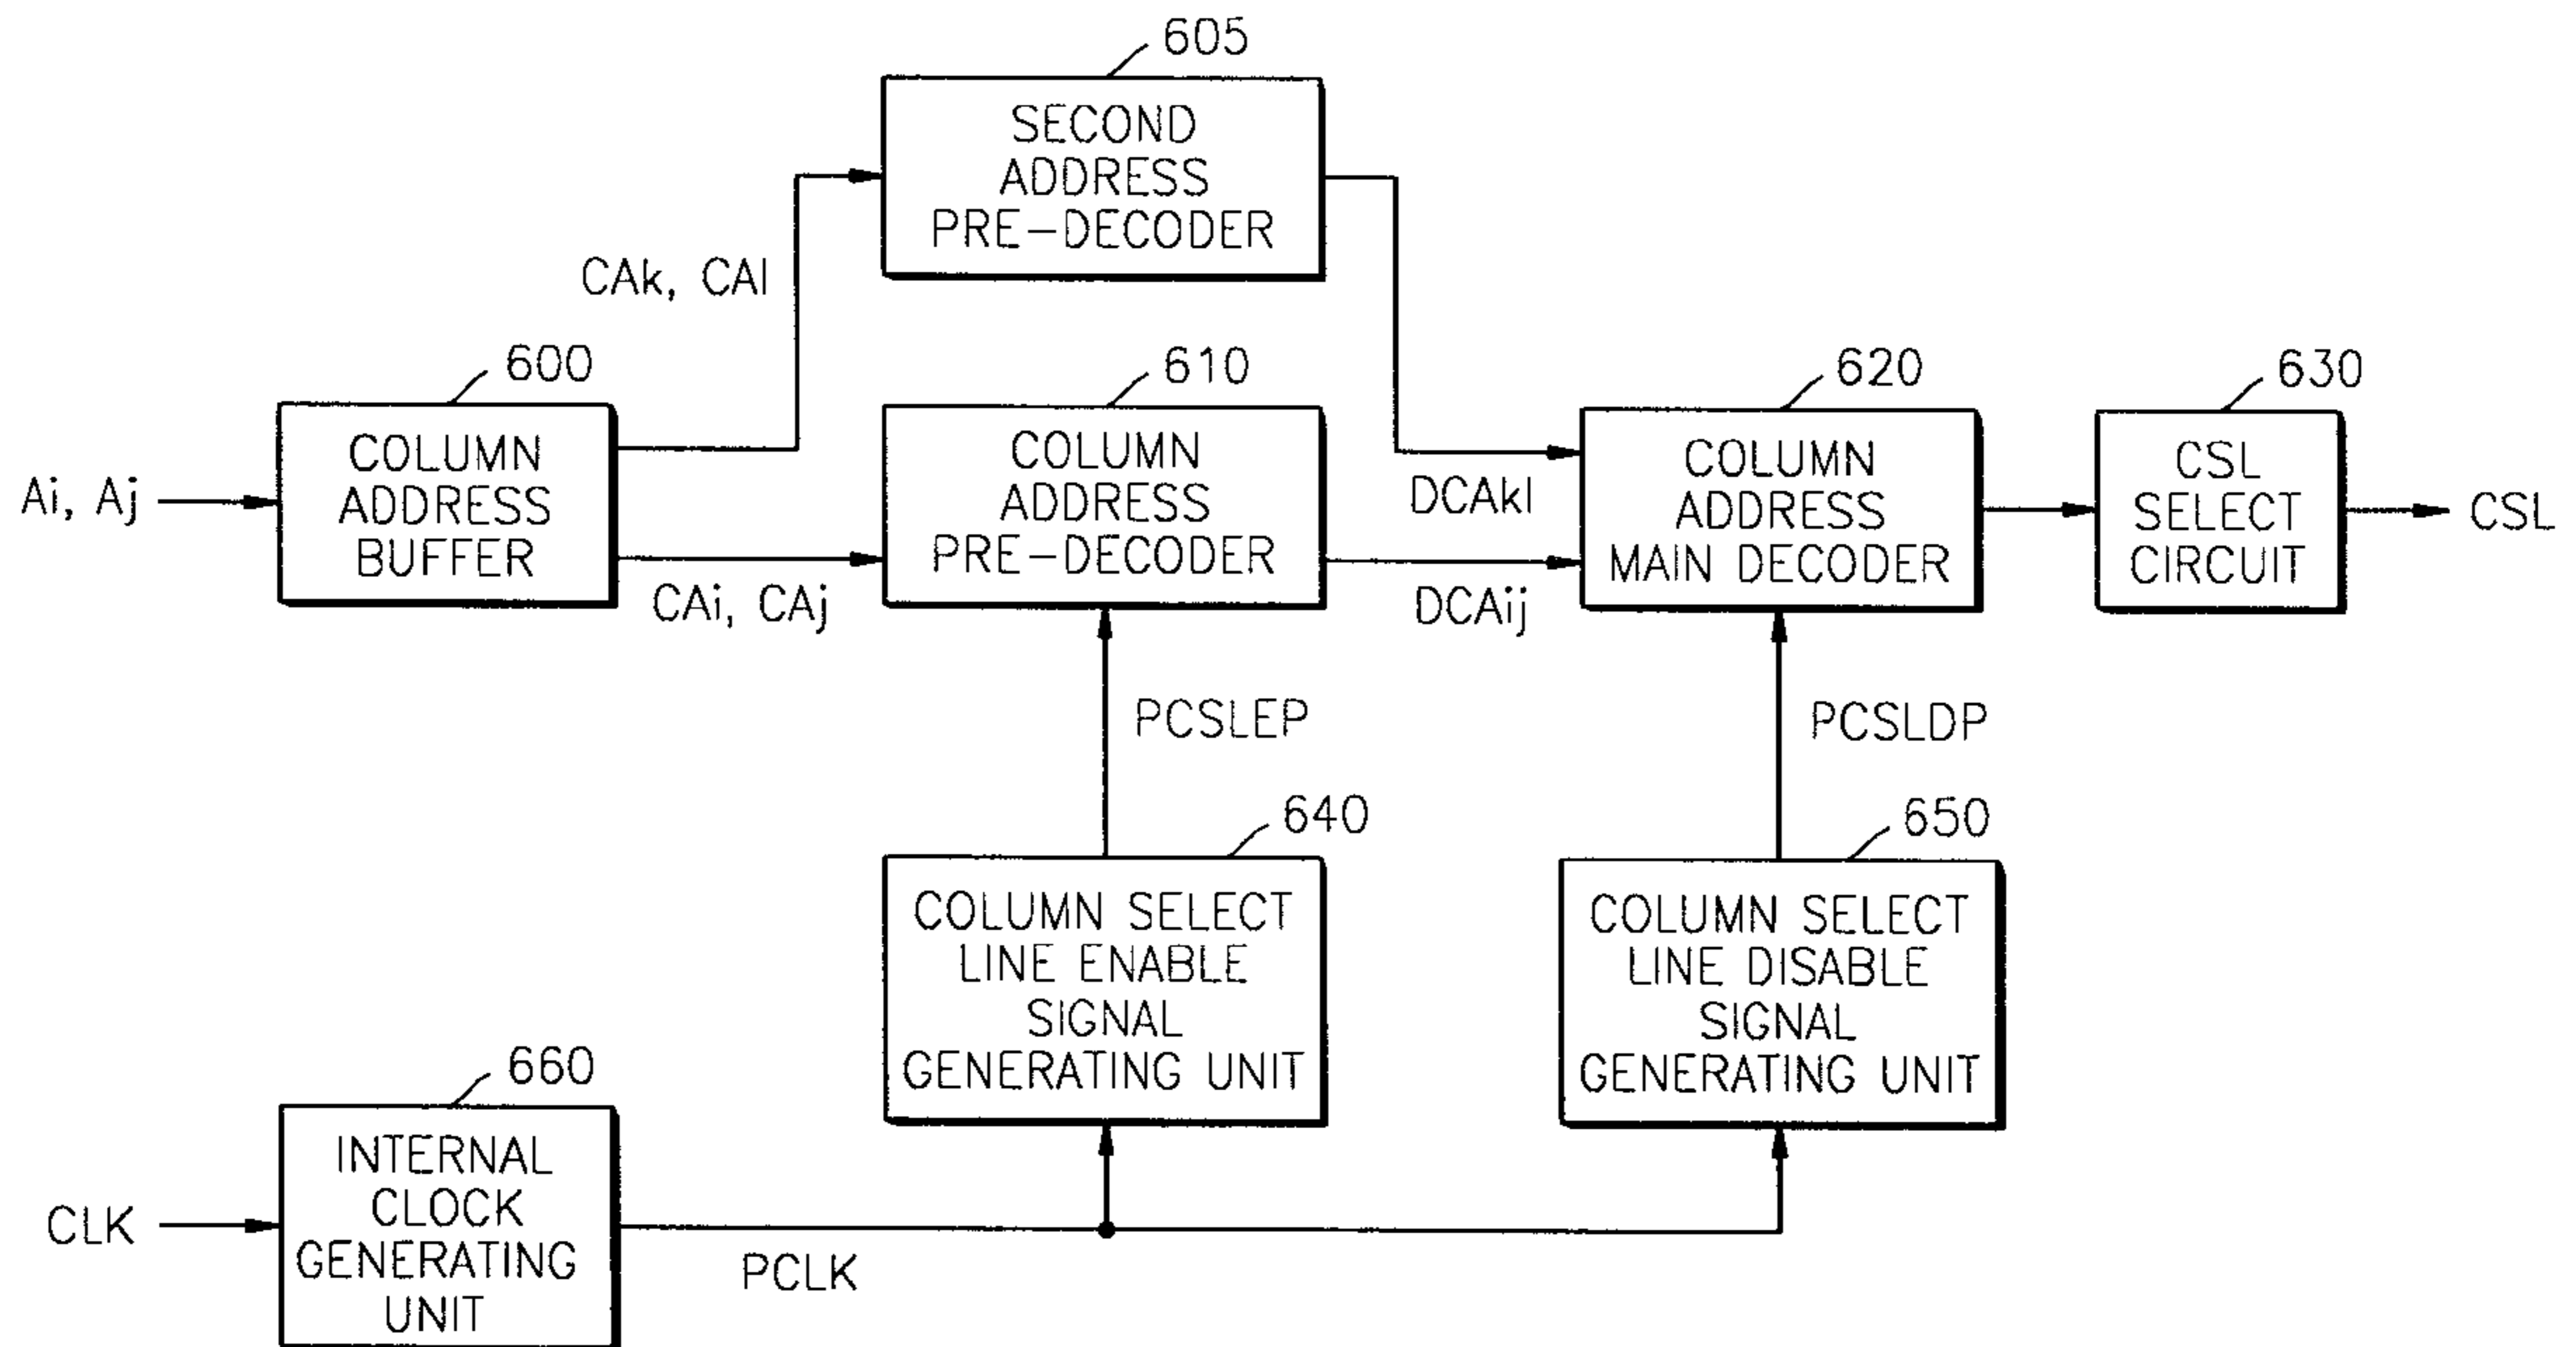 605
SECOND
ADDRESS
PRE-DECODER
CAk, CAl
600
COLUMN
ADDRESS
BUFFER
Ai, Aj
CAi, CAj
610
COLUMN
ADDRESS
PRE-DECODER
DCAkl
DCAij
620
COLUMN
ADDRESS
MAIN DECODER
630
CSL
SELECT
CIRCUIT
CSL
PCSLEP
PCSLDP
640
COLUMN SELECT
LINE ENABLE
SIGNAL
GENERATING UNIT
650
COLUMN SELECT
LINE DISABLE
SIGNAL
GENERATING UNIT
660
INTERNAL
CLOCK
GENERATING
UNIT
CLK
PCLK